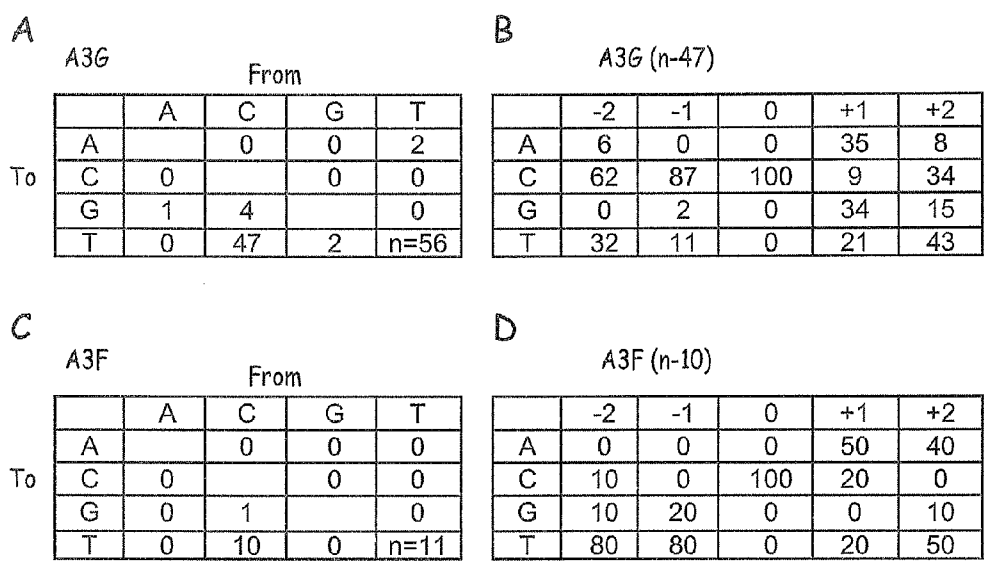 A
A3G
From
A C G T
A 0 0 2
To C 0 0 0
G 1 4 0
T 0 47 2 n=56
B
A3G (n-47)
-2 -1 0 +1 +2
A 6 0 0 35 8
C 62 87 100 9 34
G 0 2 0 34 15
T 32 11 0 21 43
C
A3F
From
A C G T
A 0 0 0
To C 0 0 0
G 0 1 0
T 0 10 0 n=11
D
A3F (n-10)
-2 -1 0 +1 +2
A 0 0 0 50 40
C 10 0 100 20 0
G 10 20 0 0 10
T 80 80 0 20 50